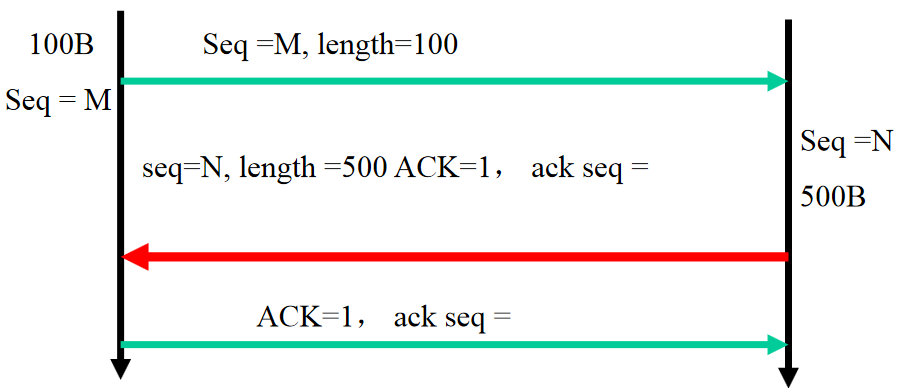 100B
Seq =M, length=100
Seq = M
Seq =N
seq=N, length =500 ACK=1， ack seq =
500B
ACK=1， ack seq =